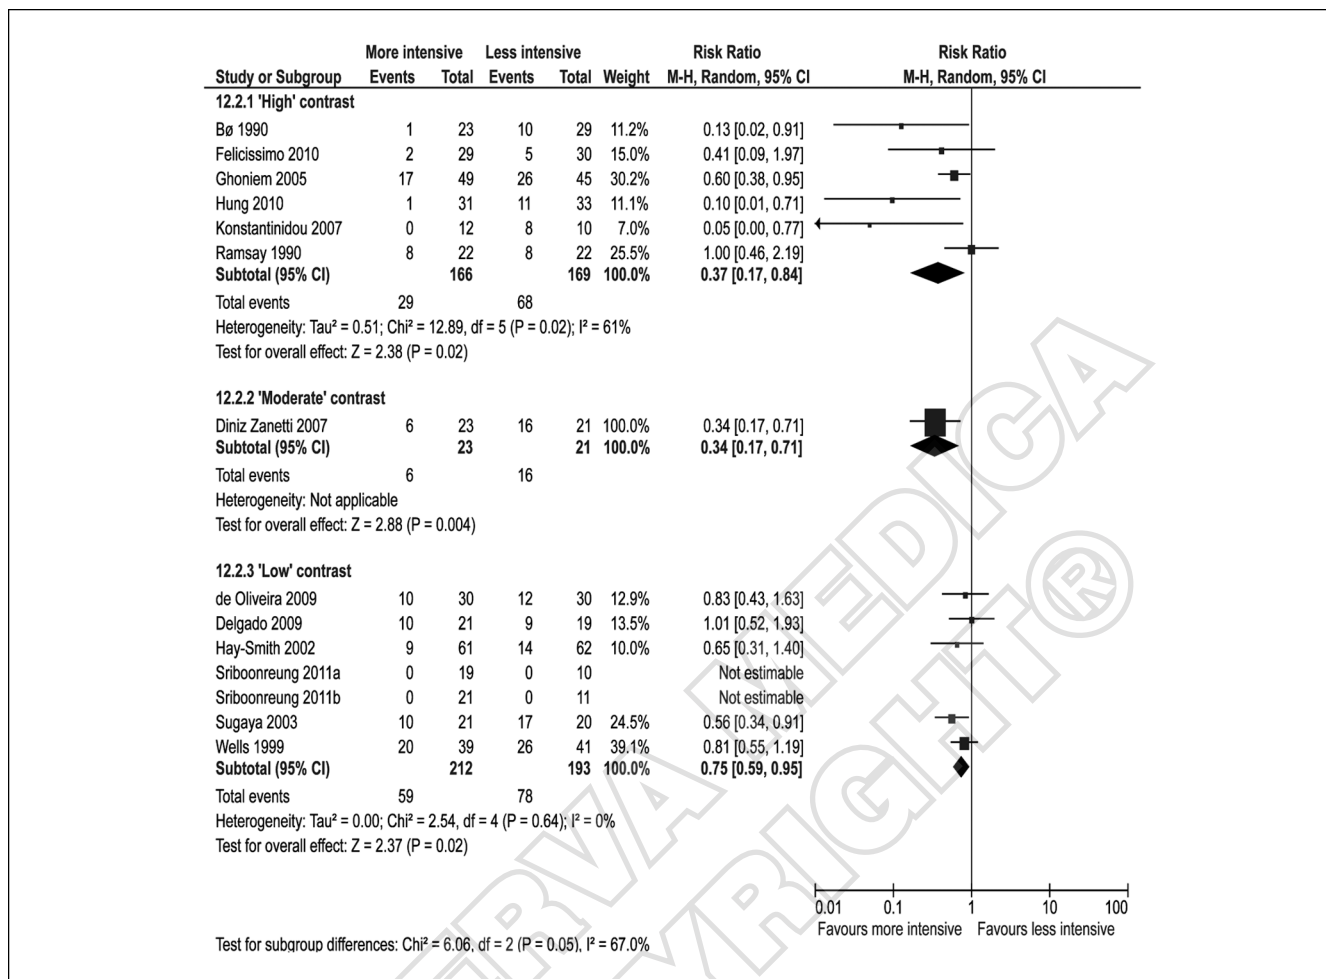 More intensive Less intensive Risk Ratio Risk Ratio
Study or Subgroup Events Total Events Total Weight M-H, Random, 95% CI M-H, Random, 95% CI
12.2.1 'High' contrast
Bø 1990 1 23 10 29 11.2% 0.13 [0.02, 0.91]
Felicissimo 2010 2 29 5 30 15.0% 0.41 [0.09, 1.97]
Ghoniem 2005 17 49 26 45 30.2% 0.60 [0.38, 0.95]
Hung 2010 1 31 11 33 11.1% 0.10 [0.01, 0.71]
Konstantinidou 2007 0 12 8 10 7.0% 0.05 [0.00, 0.77]
Ramsay 1990 8 22 8 22 25.5% 1.00 [0.46, 2.19]
Subtotal (95% CI) 166 169 100.0% 0.37 [0.17, 0.84]
Total events 29 68
Heterogeneity: Tau² = 0.51; Chi² = 12.89, df = 5 (P = 0.02); I² = 61%
Test for overall effect: Z = 2.38 (P = 0.02)
12.2.2 'Moderate' contrast
Diniz Zanetti 2007 6 23 16 21 100.0% 0.34 [0.17, 0.71]
Subtotal (95% CI) 23 21 100.0% 0.34 [0.17, 0.71]
Total events 6 16
Heterogeneity: Not applicable
Test for overall effect: Z = 2.88 (P = 0.004)
12.2.3 'Low' contrast
de Oliveira 2009 10 30 12 30 12.9% 0.83 [0.43, 1.63]
Delgado 2009 10 21 9 19 13.5% 1.01 [0.52, 1.93]
Hay-Smith 2002 9 61 14 62 10.0% 0.65 [0.31, 1.40]
Sriboonreung 2011a 0 19 0 10 Not estimable
Sriboonreung 2011b 0 21 0 11 Not estimable
Sugaya 2003 10 21 17 20 24.5% 0.56 [0.34, 0.91]
Wells 1999 20 39 26 41 39.1% 0.81 [0.55, 1.19]
Subtotal (95% CI) 212 193 100.0% 0.75 [0.59, 0.95]
Total events 59 78
Heterogeneity: Tau² = 0.00; Chi² = 2.54, df = 4 (P = 0.64); I² = 0%
Test for overall effect: Z = 2.37 (P = 0.02)
0.01 0.1 1 10 100
Favours more intensive Favours less intensive
Test for subgroup differences: Chi² = 6.06, df = 2 (P = 0.05), I² = 67.0%
RVA MEDICA
YRIGHT®